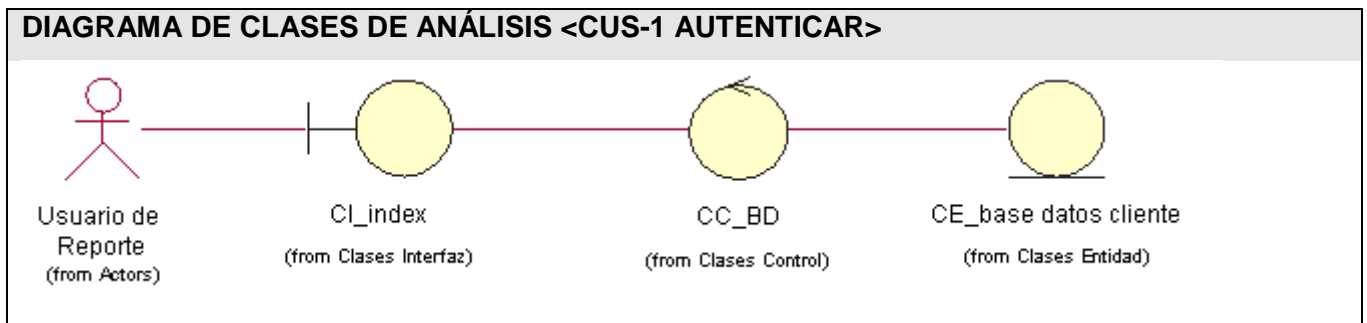 DIAGRAMA DE CLASES DE ANÁLISIS <CUS-1 AUTENTICAR>
Usuario de
Reporte
(from Actors)
CI_index
(from Clases Interfaz)
CC_BD
(from Clases Control)
CE_base datos cliente
(from Clases Entidad)